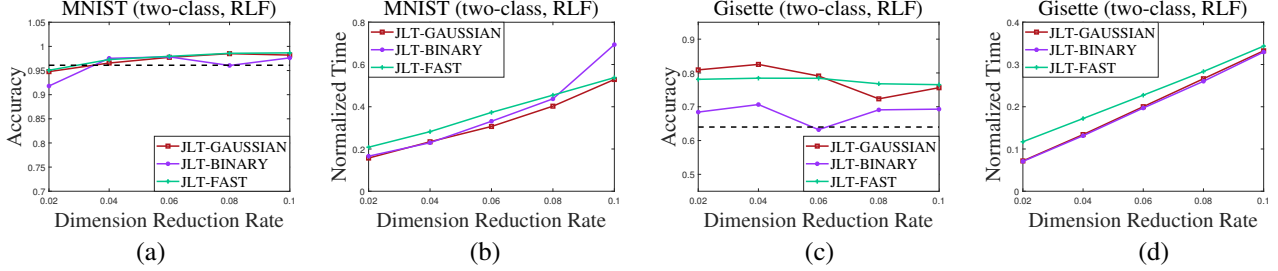 MNIST (two-class, RLF)
1.05
1
0.95
0.9
0.85
0.8
0.75
0.7
0.02
0.04
0.06
0.08
0.1
Accuracy
Dimension Reduction Rate
JLT-GAUSSIAN
JLT-BINARY
JLT-FAST
(a)
MNIST (two-class, RLF)
0.8
0.6
0.4
0.2
0
0.02
0.04
0.06
0.08
0.1
Normalized Time
Dimension Reduction Rate
JLT-GAUSSIAN
JLT-BINARY
JLT-FAST
(b)
Gisette (two-class, RLF)
0.9
0.8
0.7
0.6
0.5
0.02
0.04
0.06
0.08
0.1
Accuracy
Dimension Reduction Rate
JLT-GAUSSIAN
JLT-BINARY
JLT-FAST
(c)
Gisette (two-class, RLF)
0.4
0.3
0.2
0.1
0
0.02
0.04
0.06
0.08
0.1
Normalized Time
Dimension Reduction Rate
JLT-GAUSSIAN
JLT-BINARY
JLT-FAST
(d)